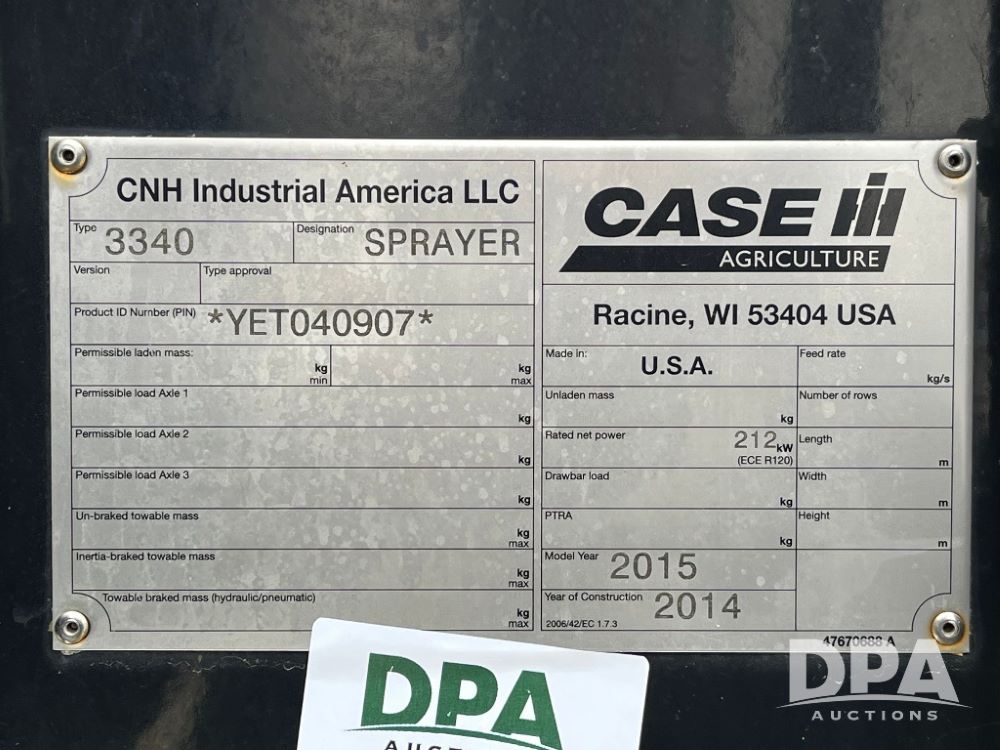 CNH Industrial America LLC
Type 3340 Designation SPRAYER
Version Type approval
Product ID Number (PIN) *YET040907*
Permissible laden mass: kg min kg max
Permissible load Axle 1 kg
Permissible load Axle 2 kg
Permissible load Axle 3 kg
Un-braked towable mass kg max
Inertia-braked towable mass kg max
Towable braked mass (hydraulic/pneumatic) kg max
CASE IH
AGRICULTURE
Racine, WI 53404 USA
Made in: U.S.A. Feed rate kg/s
Unladen mass kg Number of rows
Rated net power 212 kW (ECE R120) Length m
Drawbar load kg Width m
PTRA kg Height m
Model Year 2015
Year of Construction 2014
2006/42/EC 1.7.3
47670688 A
DPA
DPA
AUCTIONS